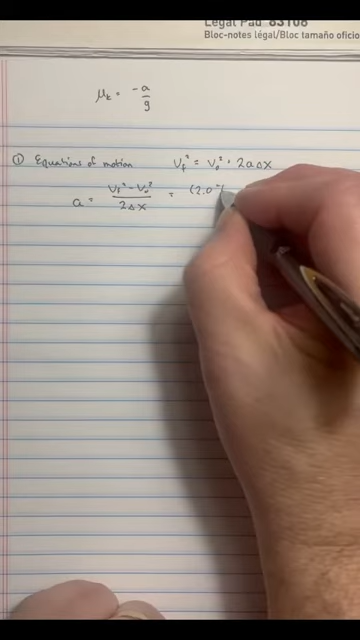 Legal Pad 83108
Bloc-notes légal/Bloc tamaño oficio
μk = -a/g
① Equations of motion Vf² = V₀² + 2aΔx
a = Vf² - V₀² / 2Δx = (2.0 m/